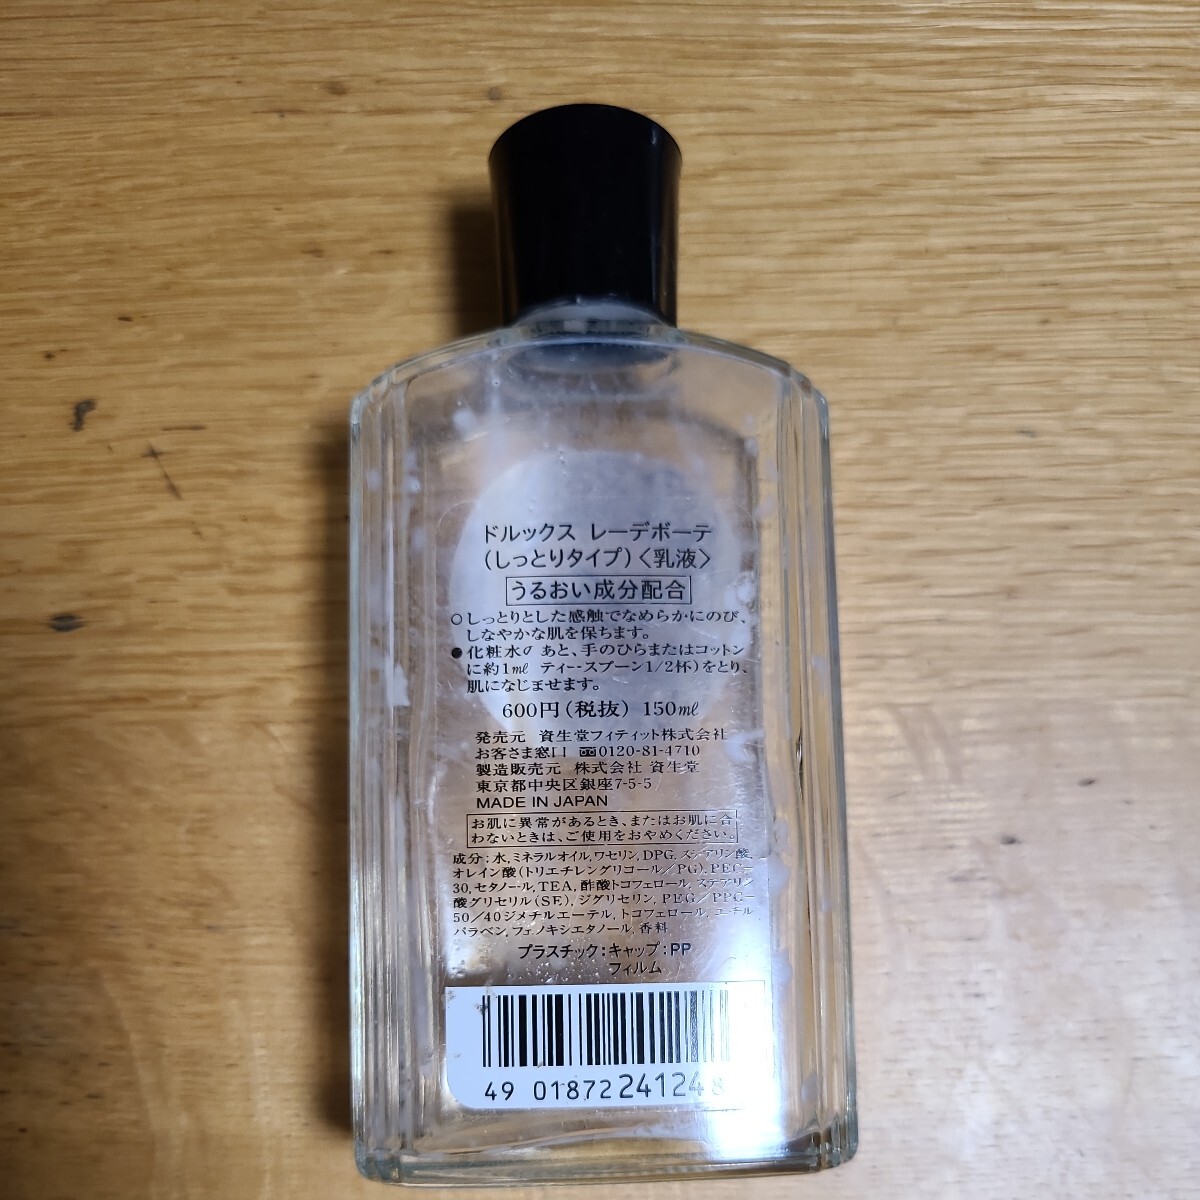 ドルックス レーデボーテ
(しっとりタイプ)〈乳液〉
うるおい成分配合
○しっとりとした感触でなめらかにのび、
しなやかな肌を保ちます。
●化粧水の あと、手のひらまたはコットン
に約1㎖ ティースプーン1/2杯)をとり、
肌になじませます。
600円(税抜) 150㎖
発売元 資生堂フィティット株式会社
お客さま窓口 0120-81-4710
製造販売元 株式会社 資生堂
東京都中央区銀座7-5-5
MADE IN JAPAN
お肌に異常があるとき、またはお肌に合
わないときは、ご使用をおやめください。
成分:水,ミネラルオイル,ワセリン,DPG,ステアリン酸,
オレイン酸(トリエチレングリコール/PG),PEG-
30,セタノール,TEA,酢酸トコフェロール,ステアリン
酸グリセリル(SE),ジグリセリン,PEG/PPG-
50/40ジメチルエーテル,トコフェロール,エチル
パラベン,フェノキシエタノール,香料
プラスチック:キャップ:PP
フィルム
49 01872 241248